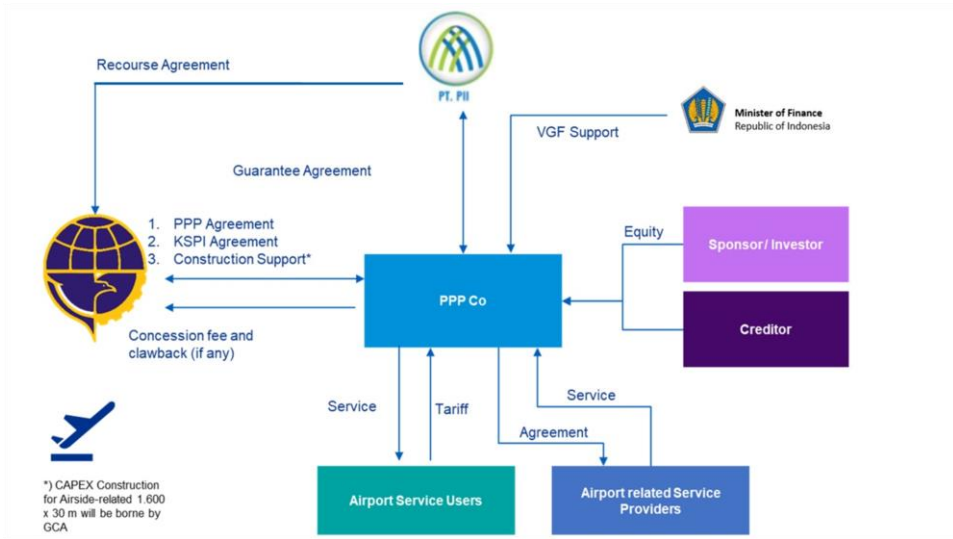 Recourse Agreement
PT. PII
Minister of Finance
Republic of Indonesia
VGF Support
Guarantee Agreement
1. PPP Agreement
2. KSPI Agreement
3. Construction Support*
Equity
Sponsor/ Investor
PPP Co
Creditor
Concession fee and
clawback (if any)
Service
Tariff
Service
Agreement
*) CAPEX Construction
for Airside-related 1.600
x 30 m will be borne by
GCA
Airport Service Users
Airport related Service
Providers